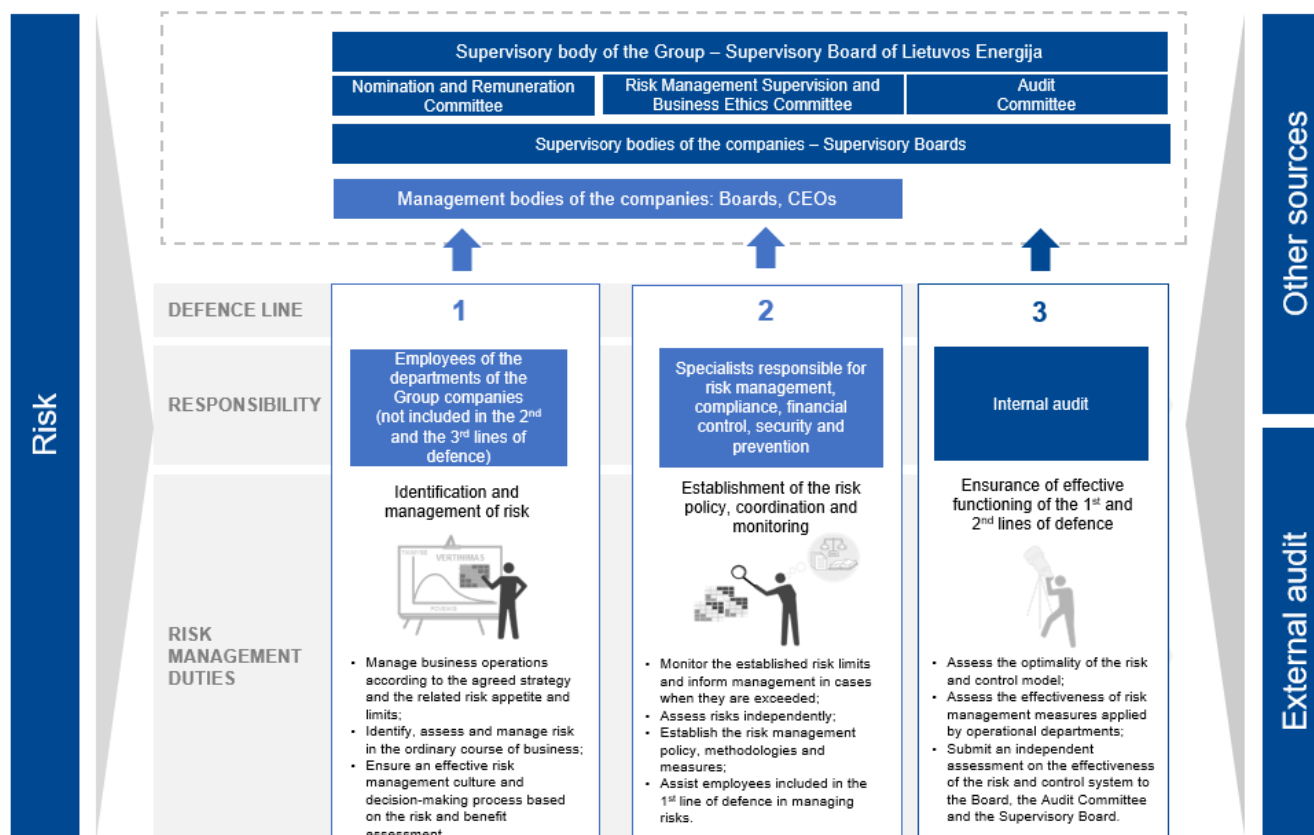 Risk
Supervisory body of the Group – Supervisory Board of Lietuvos Energija
Nomination and Remuneration
Committee
Risk Management Supervision and
Business Ethics Committee
Audit
Committee
Supervisory bodies of the companies – Supervisory Boards
Management bodies of the companies: Boards, CEOs
Other sources
External audit
DEFENCE LINE
1
2
3
RESPONSIBILITY
Employees of the
departments of the
Group companies
(not included in the 2nd
and the 3rd lines of
defence)
Specialists responsible for
risk management,
compliance, financial
control, security and
prevention
Internal audit
RISK
MANAGEMENT
DUTIES
Identification and
management of risk
VERTINIMAS
POVEIKIS
• Manage business operations
according to the agreed strategy
and the related risk appetite and
limits;
• Identify, assess and manage risk
in the ordinary course of business;
• Ensure an effective risk
management culture and
decision-making process based
on the risk and benefit
assessment
Establishment of the risk
policy, coordination and
monitoring
• Monitor the established risk limits
and inform management in cases
when they are exceeded;
• Assess risks independently;
• Establish the risk management
policy, methodologies and
measures;
• Assist employees included in the
1st line of defence in managing
risks.
Ensurance of effective
functioning of the 1st and
2nd lines of defence
• Assess the optimality of the risk
and control model;
• Assess the effectiveness of risk
management measures applied
by operational departments;
• Submit an independent
assessment on the effectiveness
of the risk and control system to
the Board, the Audit Committee
and the Supervisory Board.